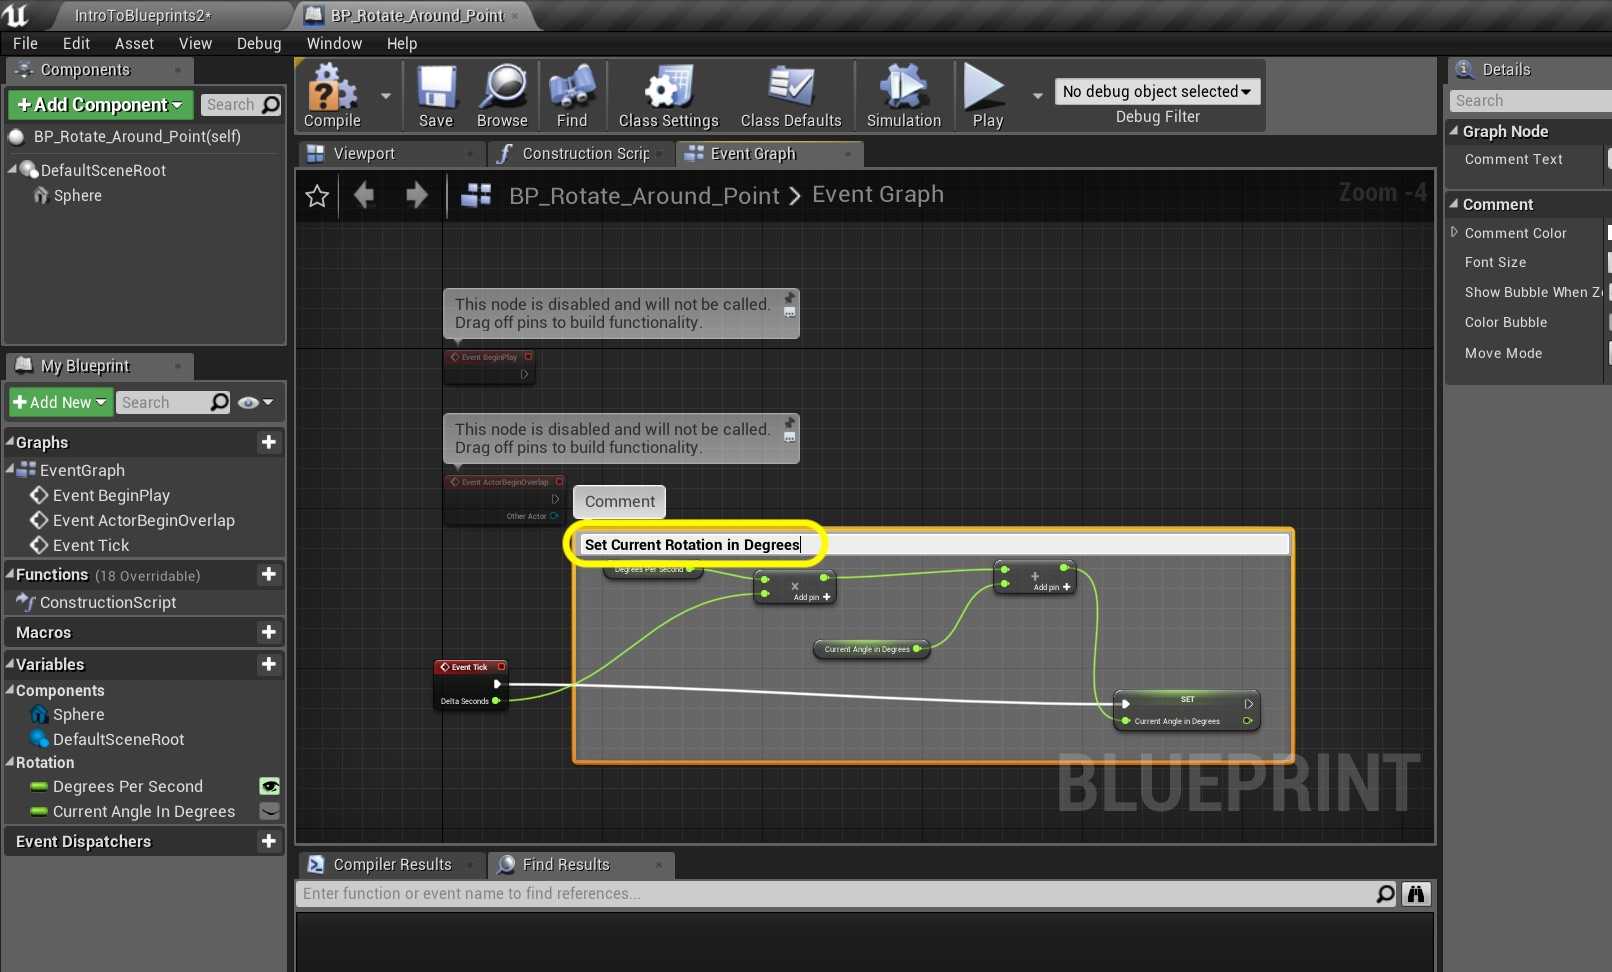 IntroToBlueprints2*
BP_Rotate_Around_Point
File Edit Asset View Debug Window Help
Components
+Add Component
Search
BP_Rotate_Around_Point(self)
DefaultSceneRoot
Sphere
My Blueprint
+Add New
Search
Graphs
EventGraph
Event BeginPlay
Event ActorBeginOverlap
Event Tick
Functions (18 Overridable)
ConstructionScript
Macros
Variables
Components
Sphere
DefaultSceneRoot
Rotation
Degrees Per Second
Current Angle In Degrees
Event Dispatchers
Compile
Save
Browse
Find
Class Settings
Class Defaults
Simulation
Play
No debug object selected
Debug Filter
Viewport
Construction Scrip
Event Graph
BP_Rotate_Around_Point > Event Graph
Zoom -4
This node is disabled and will not be called.
Drag off pins to build functionality.
Event BeginPlay
This node is disabled and will not be called.
Drag off pins to build functionality.
Event ActorBeginOverlap
Other Actor
Comment
Set Current Rotation in Degrees
Degrees Per Second
Add pin +
Add pin +
Current Angle in Degrees
Event Tick
Delta Seconds
SET
Current Angle in Degrees
BLUEPRINT
Compiler Results
Find Results
Enter function or event name to find references...
Details
Search
Graph Node
Comment Text
Comment
Comment Color
Font Size
Show Bubble When Z
Color Bubble
Move Mode